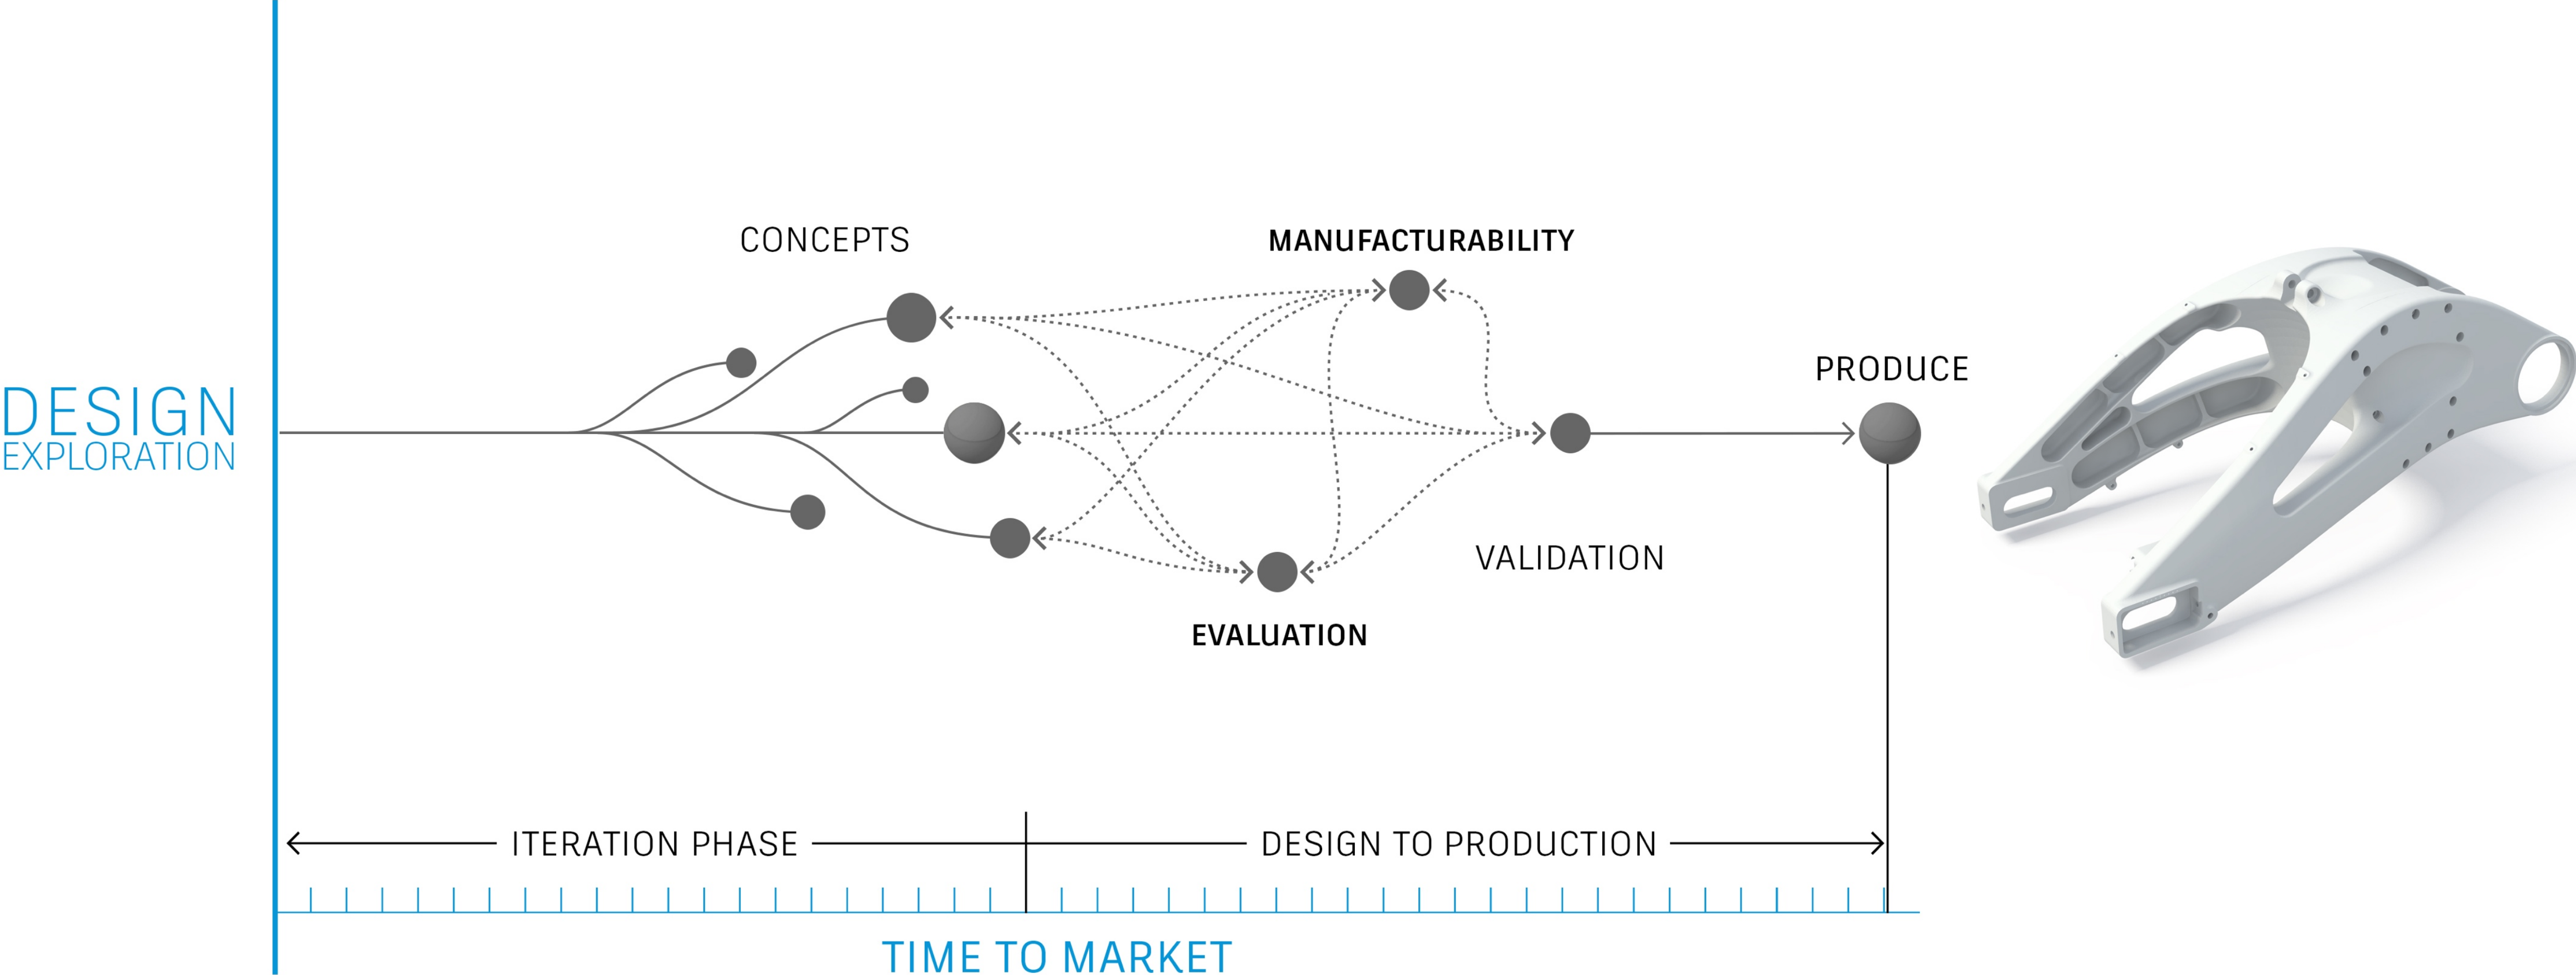 DESIGN
EXPLORATION
CONCEPTS
MANUFACTURABILITY
PRODUCE
VALIDATION
EVALUATION
ITERATION PHASE
DESIGN TO PRODUCTION
TIME TO MARKET